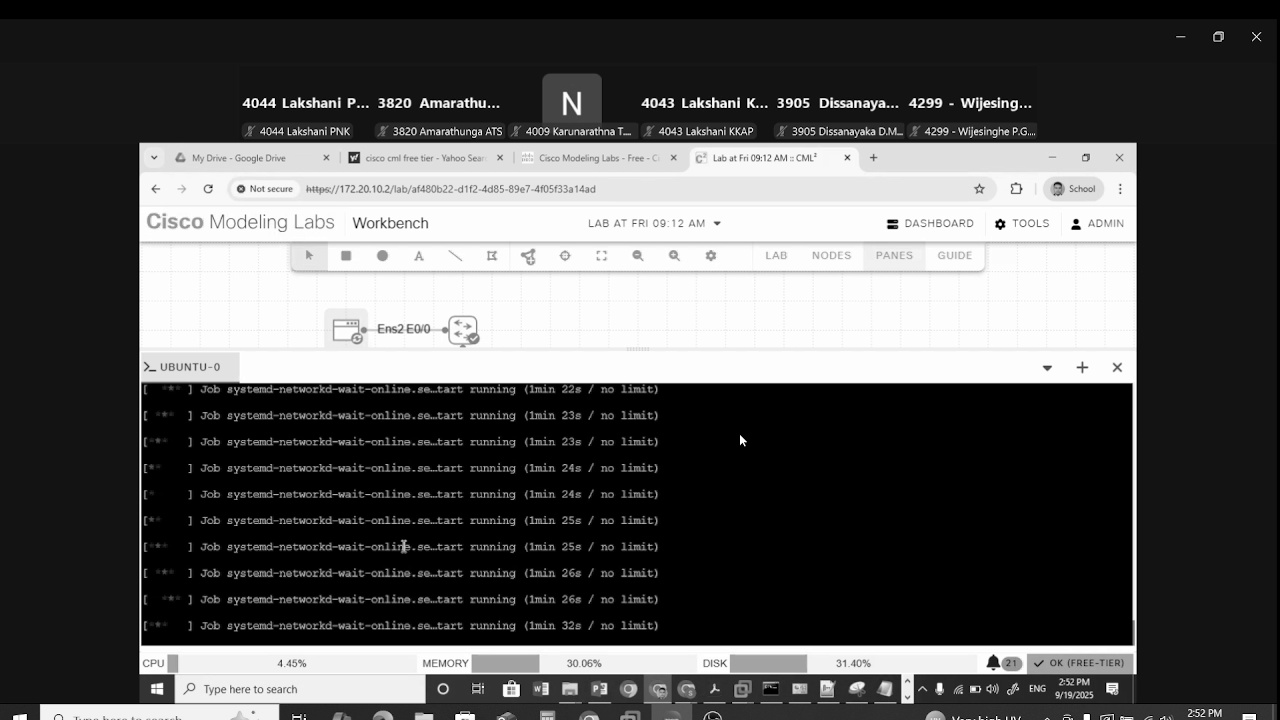 4044 Lakshani P... 3820 Amarathu... N 4043 Lakshani K... 3905 Dissanaya... 4299 - Wijesing...
4044 Lakshani PNK 3820 Amarathunga ATS 4009 Karunarathna T... 4043 Lakshani KKAP 3905 Dissanayaka D.M... 4299 - Wijesinghe P.G....
My Drive - Google Drive cisco cml free tier - Yahoo Sear Cisco Modeling Labs - Free - C Lab at Fri 09:12 AM :: CML²
Not secure https://172.20.10.2/lab/af480b22-d1f2-4d85-89e7-4f05f33a14ad School
Cisco Modeling Labs Workbench LAB AT FRI 09:12 AM DASHBOARD TOOLS ADMIN
A LAB NODES PANES GUIDE
Ens2 E0/0
UBUNTU-0
[ *** ] Job systemd-networkd-wait-online.se…tart running (1min 22s / no limit)
[ *** ] Job systemd-networkd-wait-online.se…tart running (1min 23s / no limit)
[*** ] Job systemd-networkd-wait-online.se…tart running (1min 23s / no limit)
[** ] Job systemd-networkd-wait-online.se…tart running (1min 24s / no limit)
[* ] Job systemd-networkd-wait-online.se…tart running (1min 24s / no limit)
[** ] Job systemd-networkd-wait-online.se…tart running (1min 25s / no limit)
[*** ] Job systemd-networkd-wait-online.se…tart running (1min 25s / no limit)
[ *** ] Job systemd-networkd-wait-online.se…tart running (1min 26s / no limit)
[ *** ] Job systemd-networkd-wait-online.se…tart running (1min 26s / no limit)
[*** ] Job systemd-networkd-wait-online.se…tart running (1min 32s / no limit)
CPU 4.45% MEMORY 30.06% DISK 31.40% 21 OK (FREE-TIER)
Type here to search ENG 2:52 PM
9/19/2025
Type here to search 2:52 PM